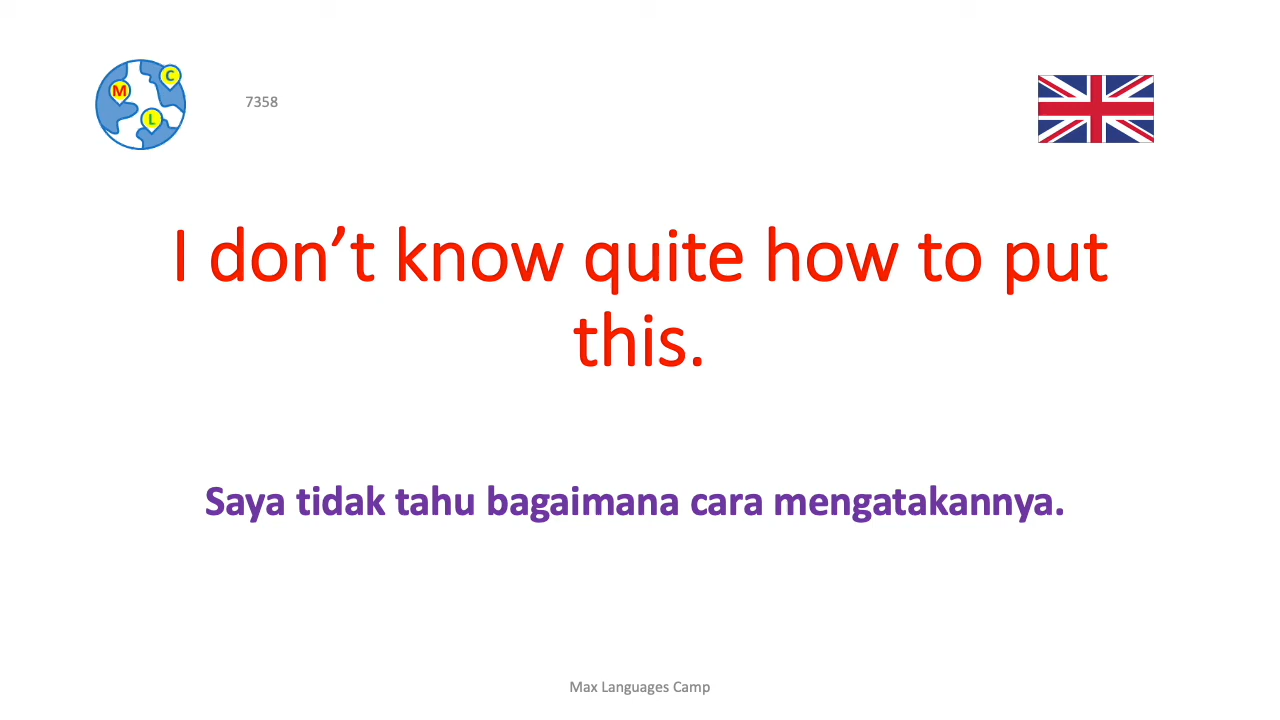 C
M
L
7358
I don’t know quite how to put
this.
Saya tidak tahu bagaimana cara mengatakannya.
Max Languages Camp